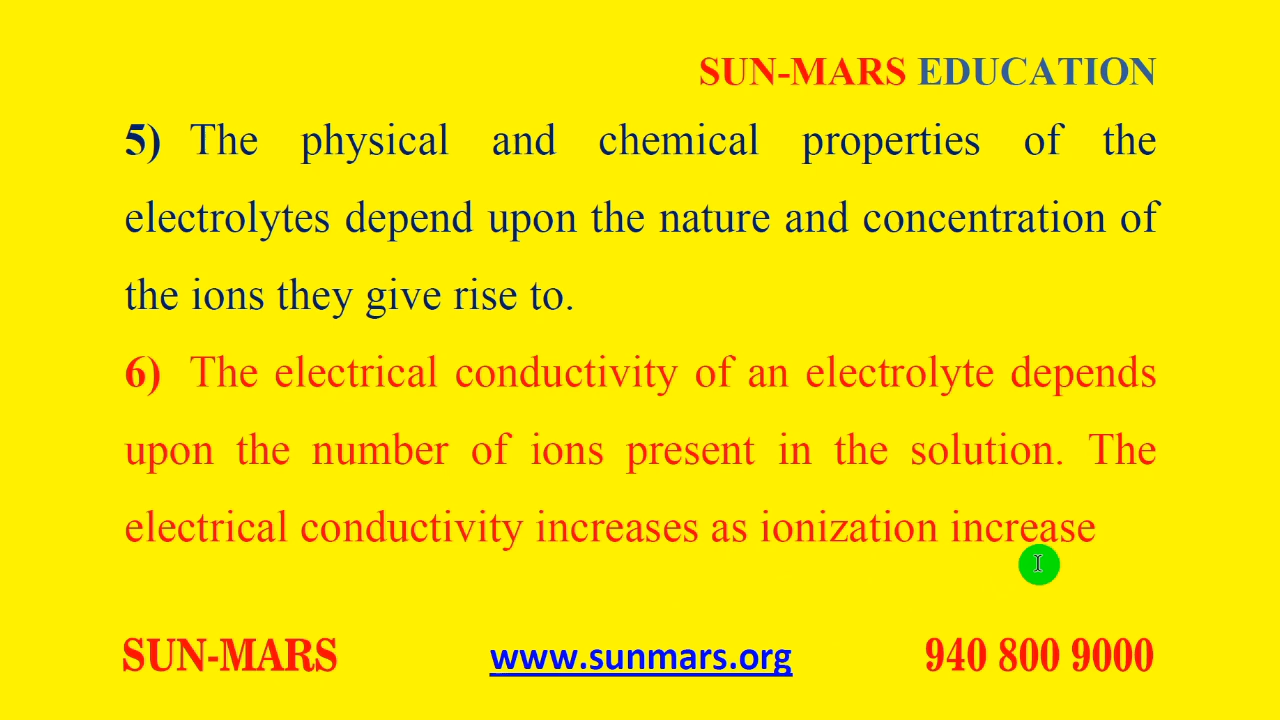 SUN-MARS EDUCATION
5) The physical and chemical properties of the
electrolytes depend upon the nature and concentration of
the ions they give rise to.
6) The electrical conductivity of an electrolyte depends
upon the number of ions present in the solution. The
electrical conductivity increases as ionization increase
SUN-MARS www.sunmars.org 940 800 9000